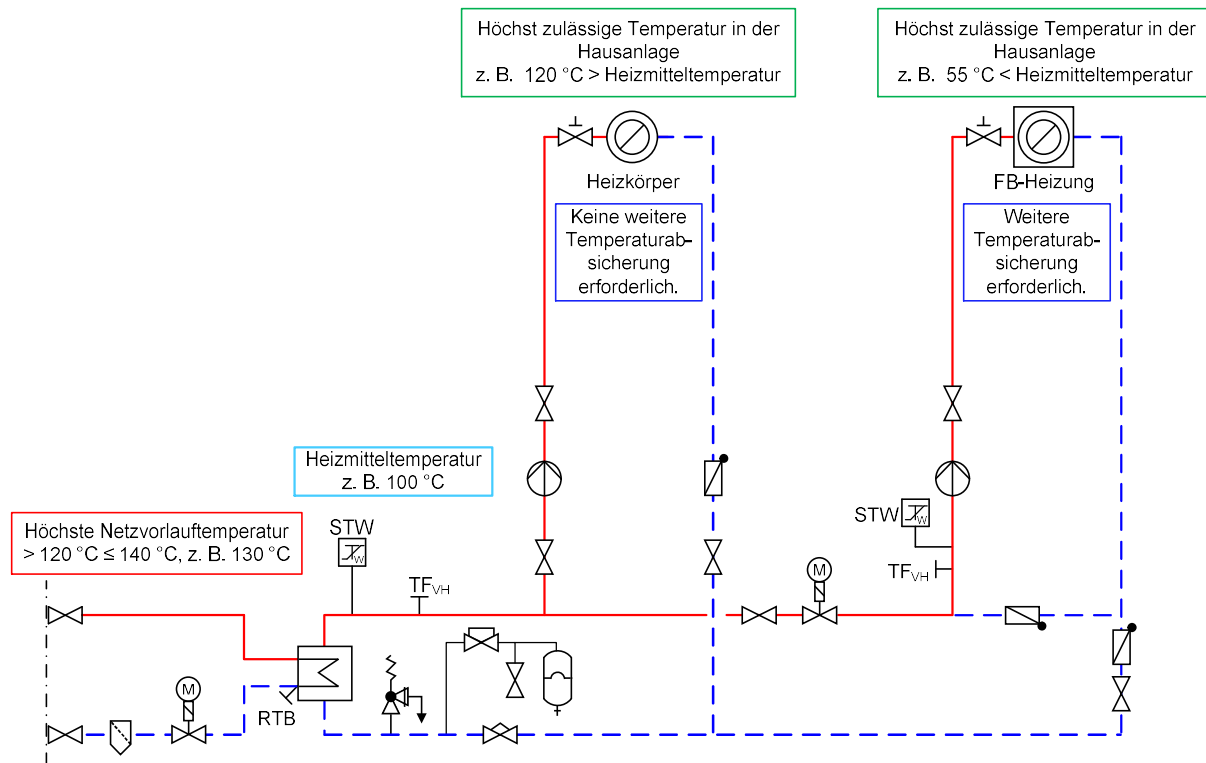 Höchst zulässige Temperatur in der
Hausanlage
z. B. 120 °C > Heizmitteltemperatur
Höchst zulässige Temperatur in der
Hausanlage
z. B. 55 °C < Heizmitteltemperatur
Heizkörper
FB-Heizung
Keine weitere
Temperaturab-
sicherung
erforderlich.
Weitere
Temperaturab-
sicherung
erforderlich.
Heizmitteltemperatur
z. B. 100 °C
Höchste Netzvorlauftemperatur
> 120 °C ≤ 140 °C, z. B. 130 °C
STW
W
TFVH
STW
W
TFVH
M
M
RTB